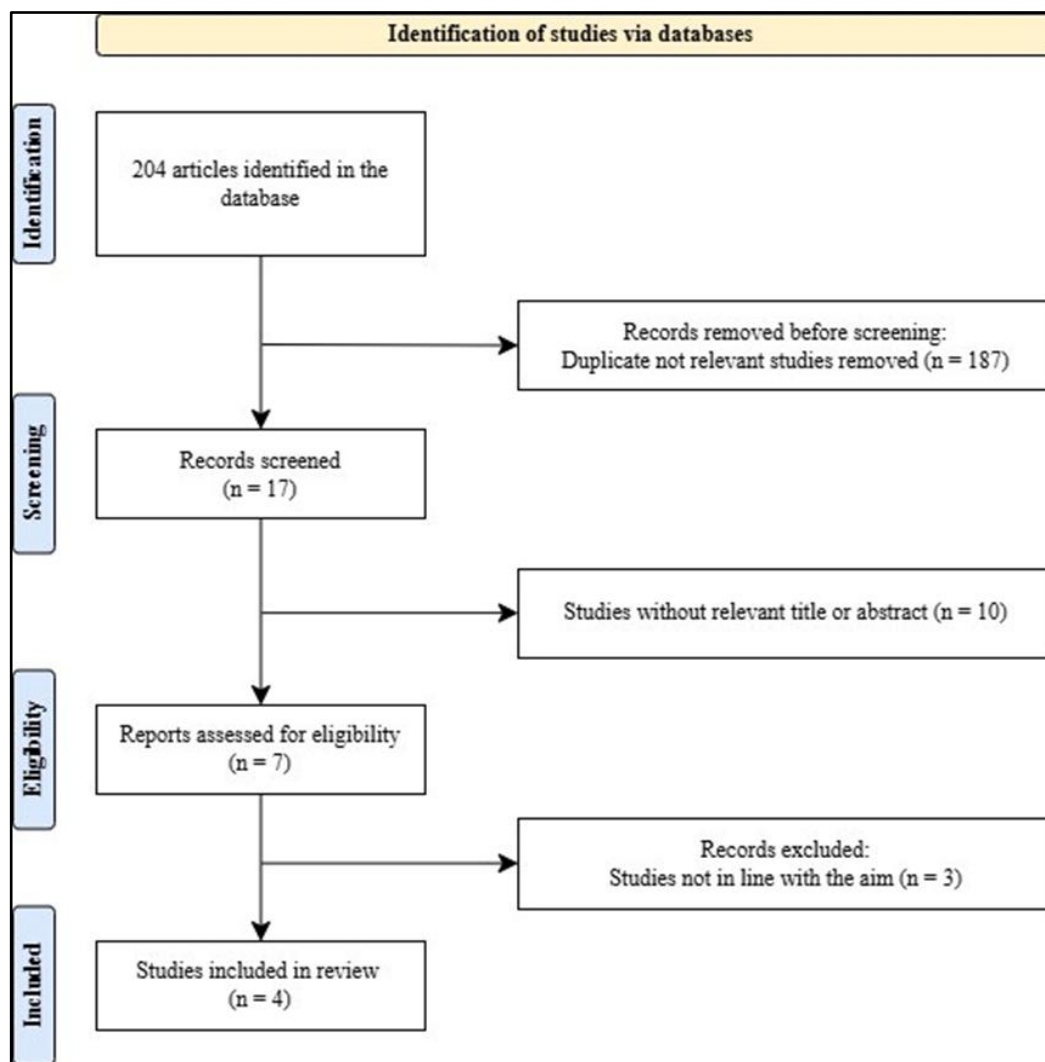 Identification of studies via databases
Identification
204 articles identified in the
database
Records removed before screening:
Duplicate not relevant studies removed (n = 187)
Screening
Records screened
(n = 17)
Studies without relevant title or abstract (n = 10)
Eligibility
Reports assessed for eligibility
(n = 7)
Records excluded:
Studies not in line with the aim (n = 3)
Included
Studies included in review
(n = 4)